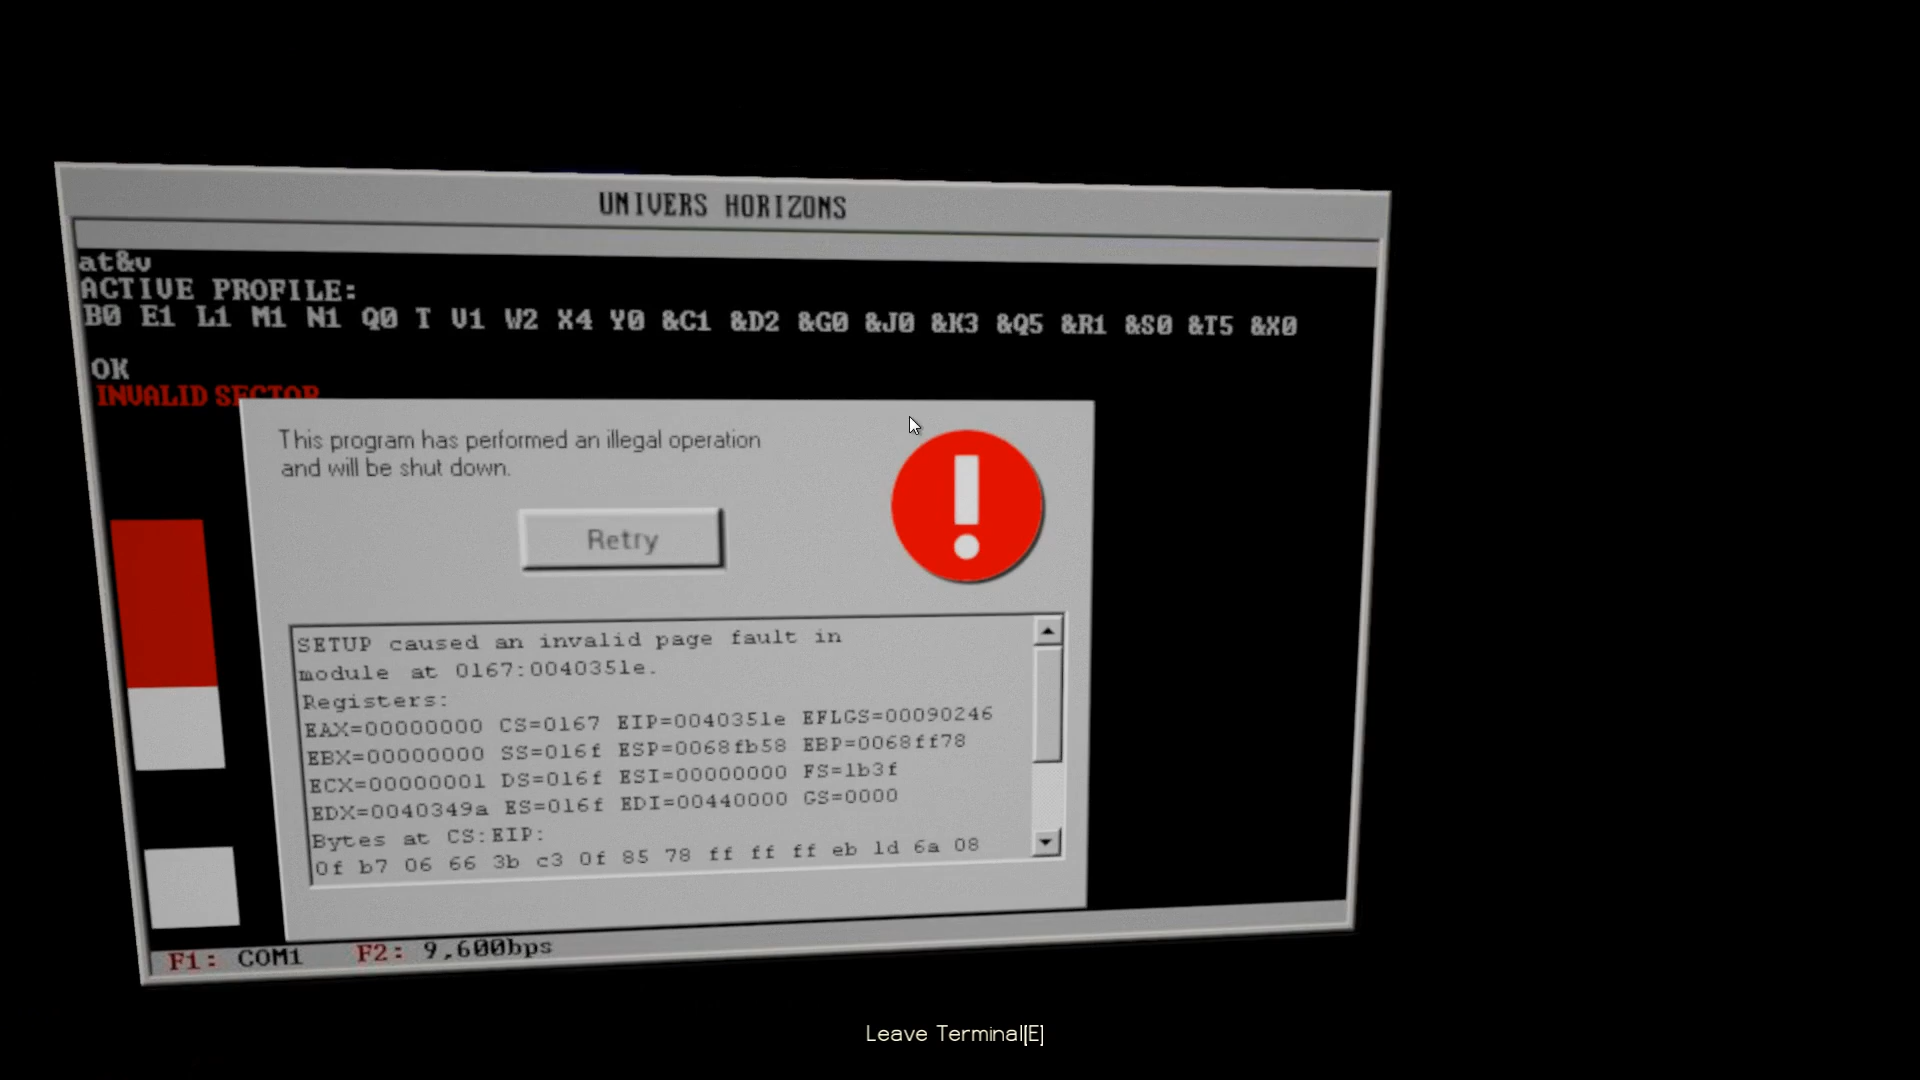 UNIVERS HORIZONS
at&v
ACTIVE PROFILE:
B0 E1 L1 M1 N1 Q0 T V1 W2 X4 Y0 &C1 &D2 &G0 &J0 &K3 &Q5 &R1 &S0 &T5 &X0
OK
INVALID SECTOR
This program has performed an illegal operation
and will be shut down.
Retry
SETUP caused an invalid page fault in
module at 0167:0040351e.
Registers:
EAX=00000000 CS=0167 EIP=0040351e EFLGS=00090246
EBX=00000000 SS=016f ESP=0068fb58 EBP=0068ff78
ECX=00000001 DS=016f ESI=00000000 FS=1b3f
EDX=0040349a ES=016f EDI=00440000 GS=0000
Bytes at CS:EIP:
0f b7 06 66 3b c3 0f 85 78 ff ff ff eb 1d 6a 08
F1: COM1 F2: 9,600bps
Leave Terminal[E]